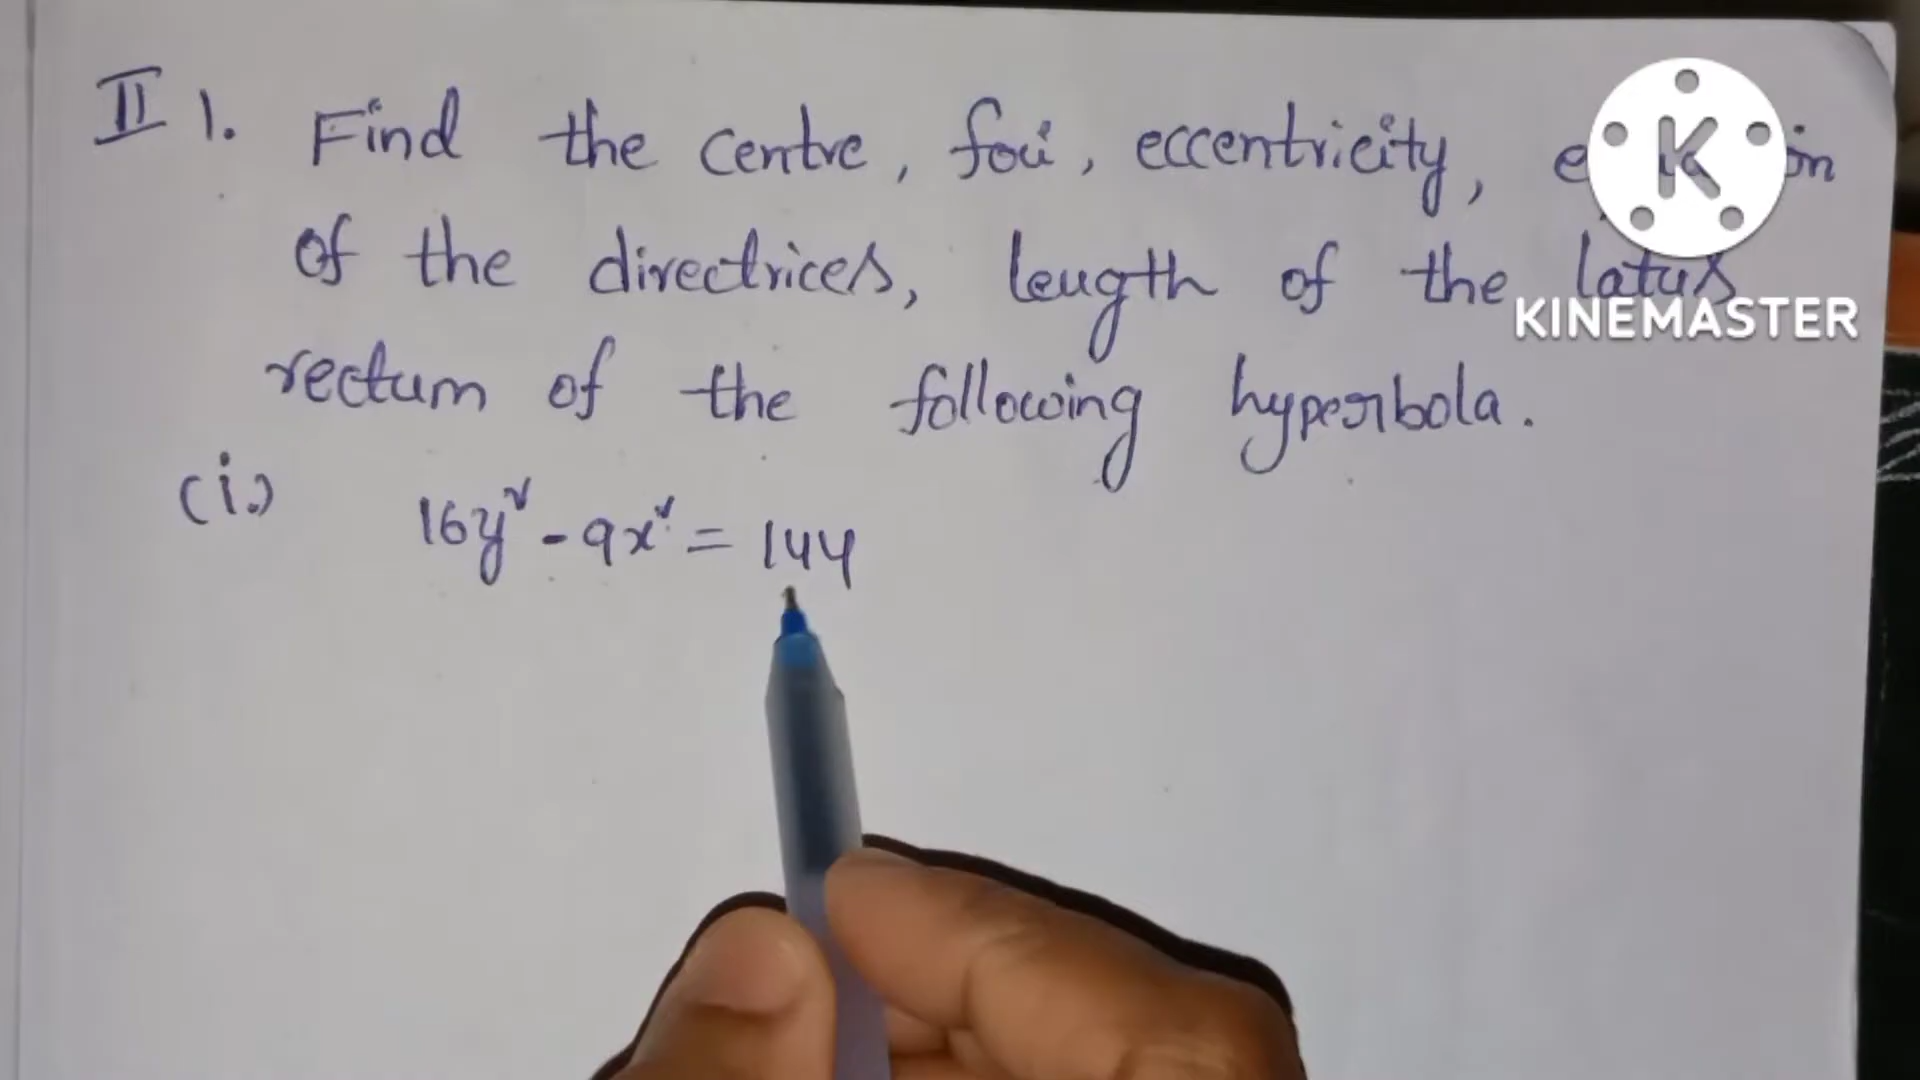 II 1. Find the centre, foci, eccentricity,
of the directrices, length of the latus
rectum of the following hyperbola.
(i.) 16y² - 9x² = 144
K
KINEMASTER